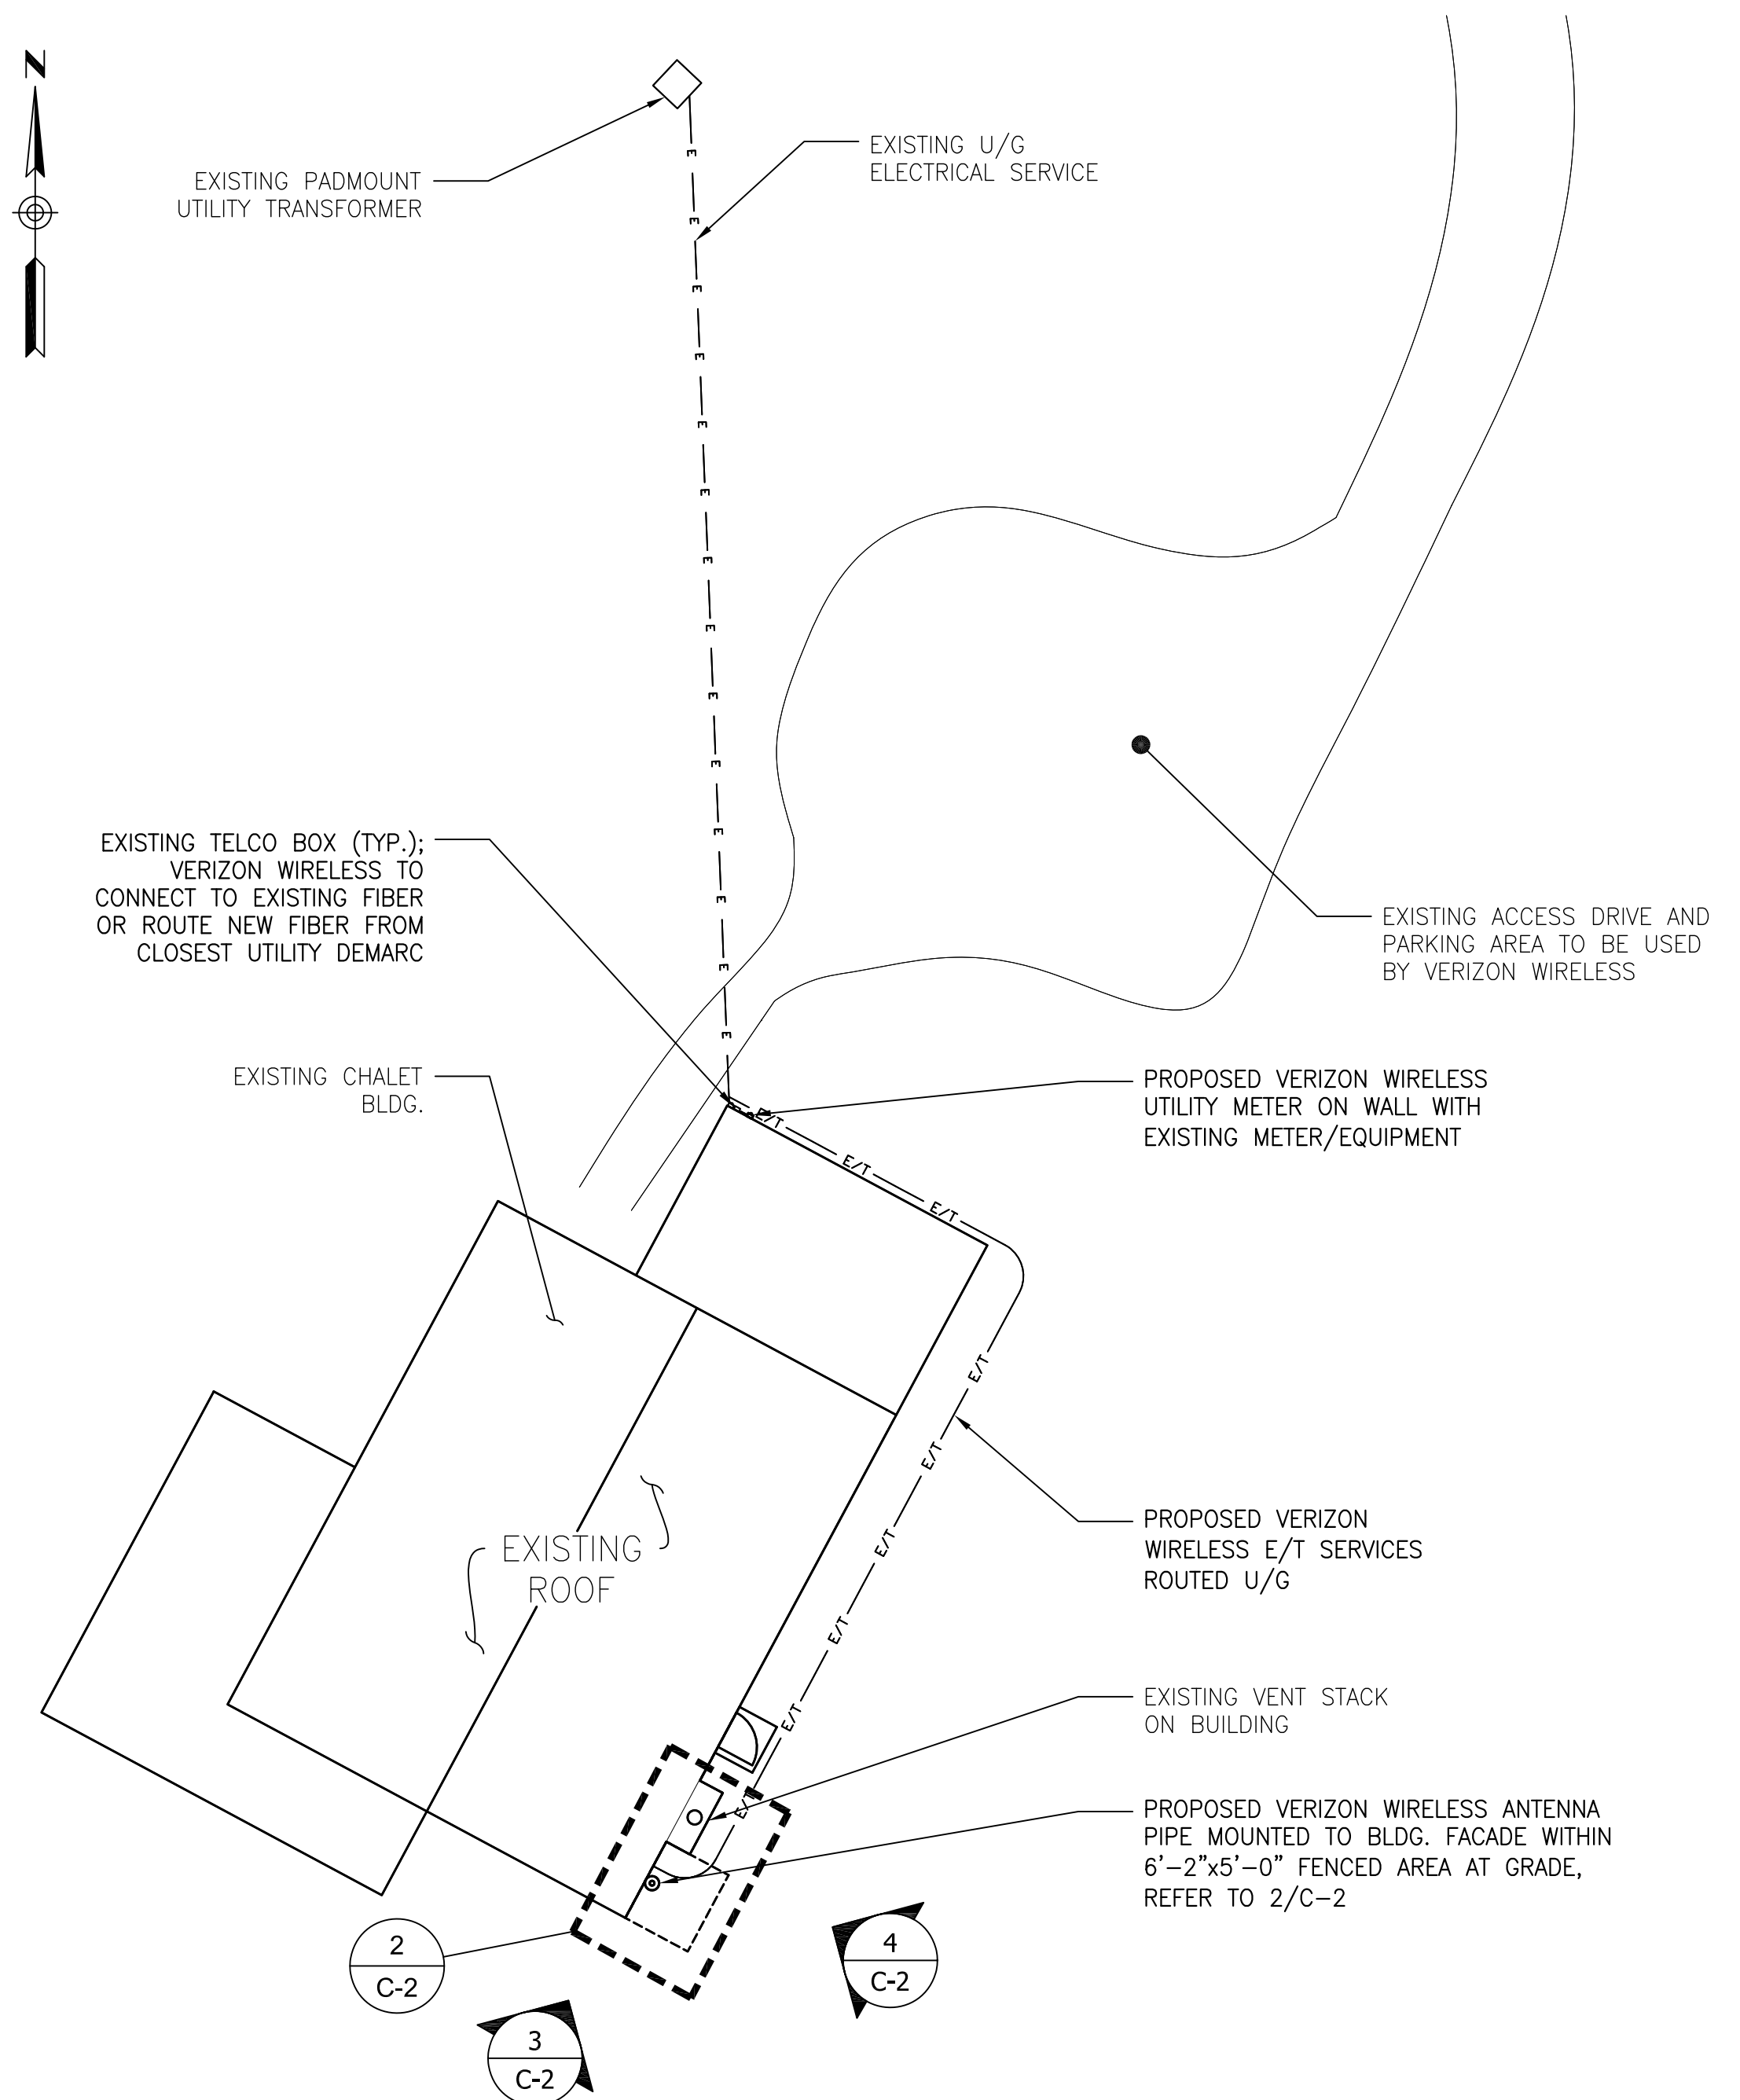 N
EXISTING PADMOUNT
UTILITY TRANSFORMER
EXISTING U/G
ELECTRICAL SERVICE
E
E
E
E
E
E
E
E
E
E
E
E
E
E
EXISTING TELCO BOX (TYP.);
VERIZON WIRELESS TO
CONNECT TO EXISTING FIBER
OR ROUTE NEW FIBER FROM
CLOSEST UTILITY DEMARC
EXISTING ACCESS DRIVE AND
PARKING AREA TO BE USED
BY VERIZON WIRELESS
EXISTING CHALET
BLDG.
PROPOSED VERIZON WIRELESS
UTILITY METER ON WALL WITH
EXISTING METER/EQUIPMENT
E/T
E/T
E/T
E/T
E/T
E/T
E/T
E/T
E/T
EXISTING
ROOF
PROPOSED VERIZON
WIRELESS E/T SERVICES
ROUTED U/G
EXISTING VENT STACK
ON BUILDING
PROPOSED VERIZON WIRELESS ANTENNA
PIPE MOUNTED TO BLDG. FACADE WITHIN
6'-2"x5'-0" FENCED AREA AT GRADE,
REFER TO 2/C-2
2
C-2
4
C-2
3
C-2